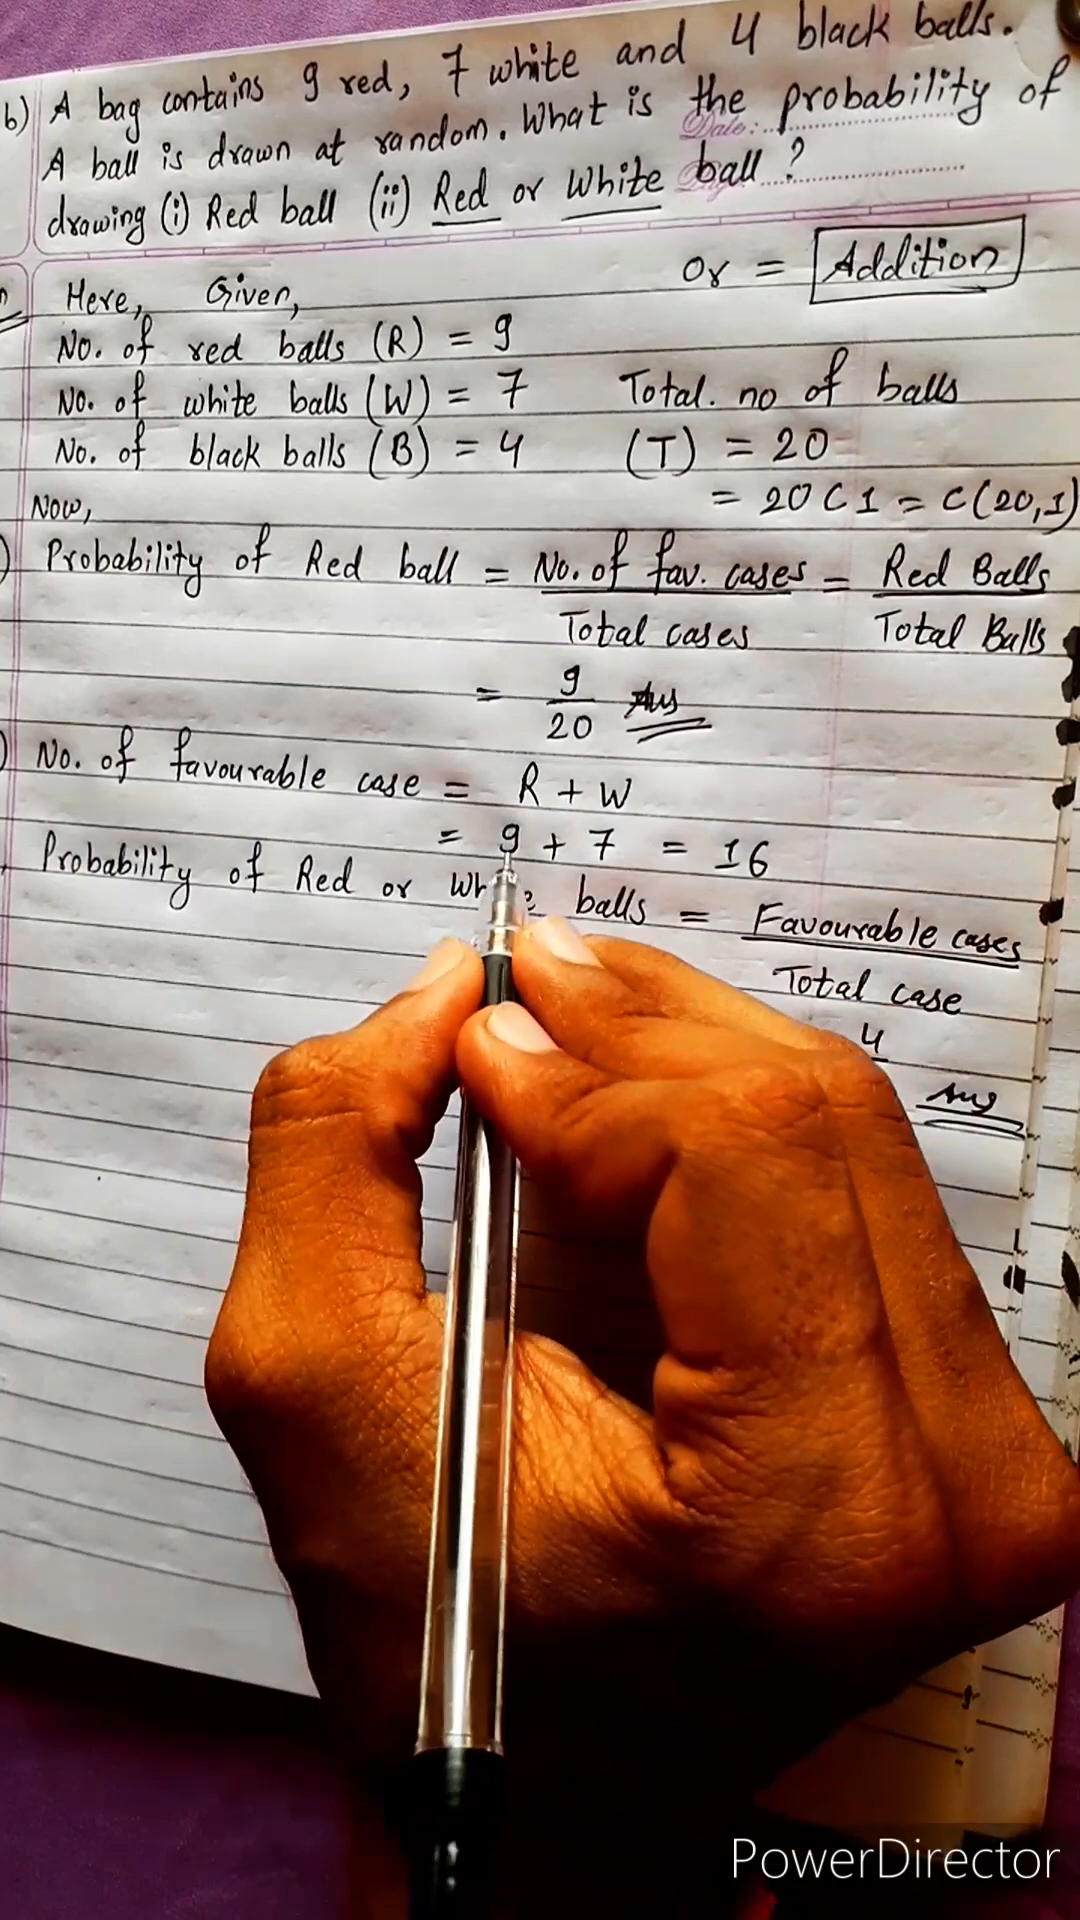 b) A bag contains 9 red, 7 white and 4 black balls.
A ball is drawn at random. What is the probability of
Date:
drawing (i) Red ball (ii) Red or White ball ?
Or = Addition
Here, Given,
No. of red balls (R) = 9
No. of white balls (W) = 7 Total. no of balls
No. of black balls (B) = 4 (T) = 20
= 20 C 1 = C(20,1)
Now,
) Probability of Red ball = No. of fav. cases = Red Balls
Total cases Total Balls
= 9
20 Ans
) No. of favourable case = R + W
= 9 + 7 = 16
Probability of Red or balls = Favourable cases
Total case
4
Ans
PowerDirector